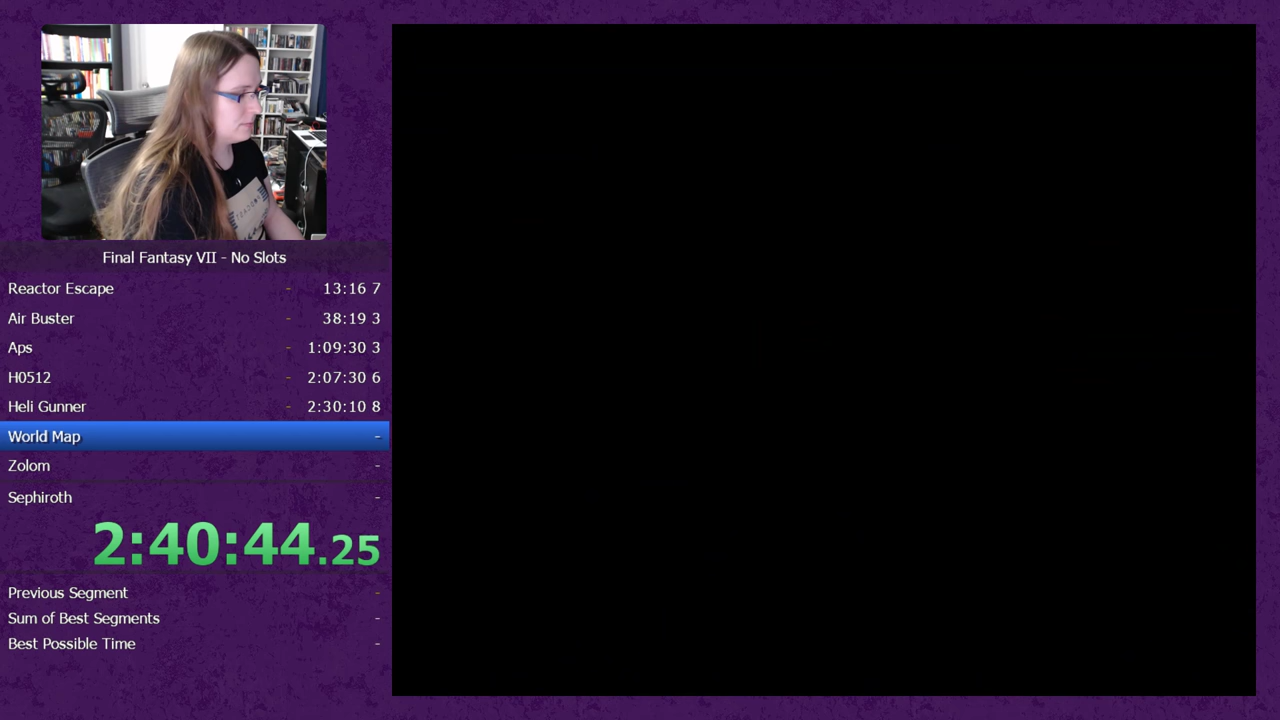 Final Fantasy VII - No Slots
Reactor Escape - 13:16 7
Air Buster - 38:19 3
Aps - 1:09:30 3
H0512 - 2:07:30 6
Heli Gunner - 2:30:10 8
World Map -
Zolom -
Sephiroth -
2:40:44.25
Previous Segment -
Sum of Best Segments -
Best Possible Time -